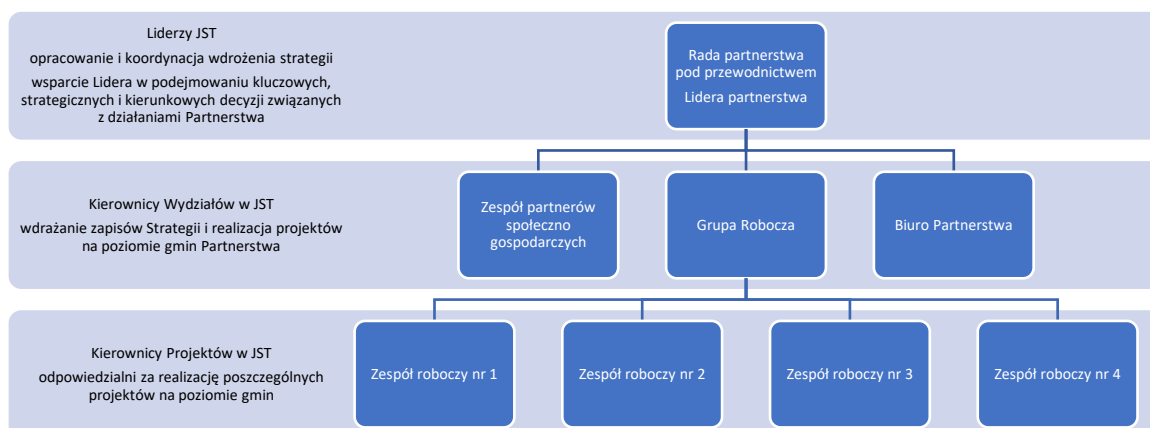 Liderzy JST
opracowanie i koordynacja wdrożenia strategii
wsparcie Lidera w podejmowaniu kluczowych,
strategicznych i kierunkowych decyzji związanych
z działaniami Partnerstwa
Rada partnerstwa
pod przewodnictwem
Lidera partnerstwa
Kierownicy Wydziałów w JST
wdrażanie zapisów Strategii i realizacja projektów
na poziomie gmin Partnerstwa
Zespół partnerów
społeczno
gospodarczych
Grupa Robocza
Biuro Partnerstwa
Kierownicy Projektów w JST
odpowiedzialni za realizację poszczególnych
projektów na poziomie gmin
Zespół roboczy nr 1
Zespół roboczy nr 2
Zespół roboczy nr 3
Zespół roboczy nr 4